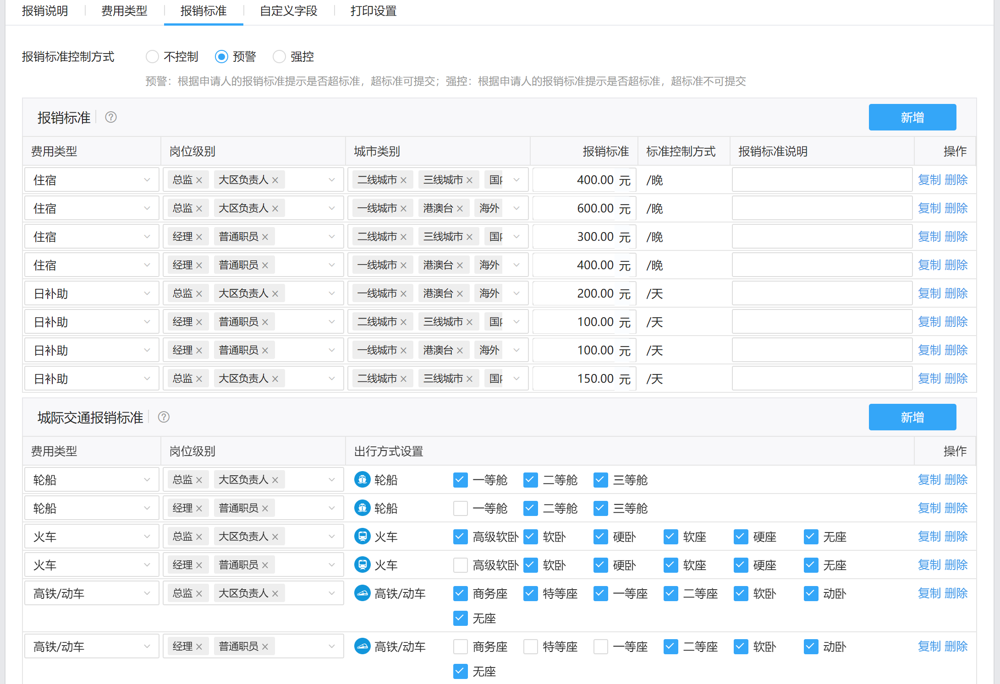 报销说明 费用类型 报销标准 自定义字段 打印设置
报销标准控制方式 不控制 预警 强控
预警：根据申请人的报销标准提示是否超标准，超标准可提交；强控：根据申请人的报销标准提示是否超标准，超标准不可提交
报销标准 ? 新增
费用类型 岗位级别 城市类别 报销标准 标准控制方式 报销标准说明 操作
住宿 总监 × 大区负责人 × 二线城市 × 三线城市 × 国 400.00 元 /晚 复制 删除
住宿 总监 × 大区负责人 × 一线城市 × 港澳台 × 海外 600.00 元 /晚 复制 删除
住宿 经理 × 普通职员 × 二线城市 × 三线城市 × 国 300.00 元 /晚 复制 删除
住宿 经理 × 普通职员 × 一线城市 × 港澳台 × 海外 400.00 元 /晚 复制 删除
日补助 总监 × 大区负责人 × 一线城市 × 港澳台 × 海外 200.00 元 /天 复制 删除
日补助 经理 × 普通职员 × 二线城市 × 三线城市 × 国 100.00 元 /天 复制 删除
日补助 经理 × 普通职员 × 一线城市 × 港澳台 × 海外 100.00 元 /天 复制 删除
日补助 总监 × 大区负责人 × 二线城市 × 三线城市 × 国 150.00 元 /天 复制 删除
城际交通报销标准 ? 新增
费用类型 岗位级别 出行方式设置 操作
轮船 总监 × 大区负责人 × 轮船 一等舱 二等舱 三等舱 复制 删除
轮船 经理 × 普通职员 × 轮船 一等舱 二等舱 三等舱 复制 删除
火车 总监 × 大区负责人 × 火车 高级软卧 软卧 硬卧 软座 硬座 无座 复制 删除
火车 经理 × 普通职员 × 火车 高级软卧 软卧 硬卧 软座 硬座 无座 复制 删除
高铁/动车 总监 × 大区负责人 × 高铁/动车 商务座 特等座 一等座 二等座 软卧 动卧 复制 删除
无座
高铁/动车 经理 × 普通职员 × 高铁/动车 商务座 特等座 一等座 二等座 软卧 动卧 复制 删除
无座